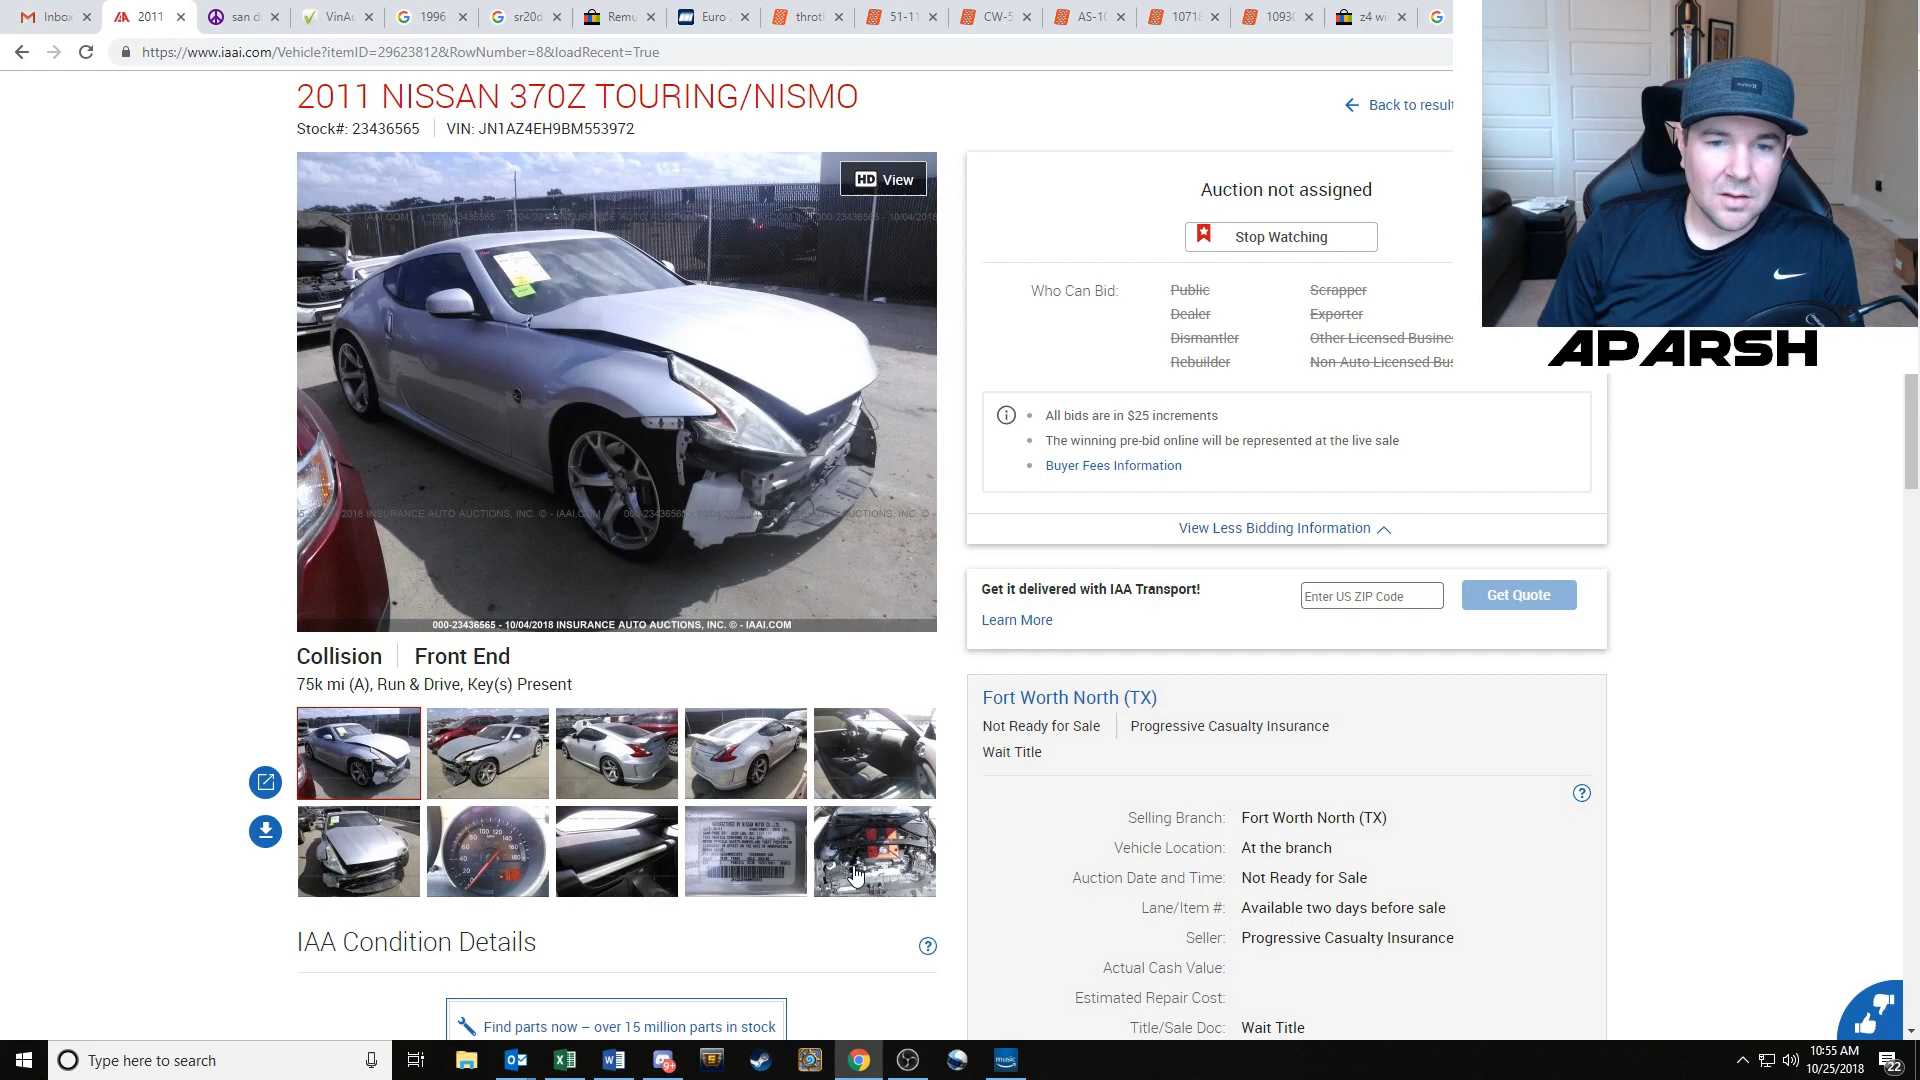 Inbox
2011
san d
VinAu
1996
sr20d
Remu
Euro
throt
51-11
CW-5
AS-10
10718
1093
z4 wi
https://www.iaai.com/Vehicle?itemID=29623812&RowNumber=8&loadRecent=True
2011 NISSAN 370Z TOURING/NISMO
Back to result
Stock#: 23436565
VIN: JN1AZ4EH9BM553972
HD View
000-23436565 - 10/04/2018 INSURANCE AUTO AUCTIONS, INC. © - IAAI.COM
Collision
Front End
75k mi (A), Run & Drive, Key(s) Present
IAA Condition Details
Find parts now – over 15 million parts in stock
Auction not assigned
Stop Watching
Who Can Bid:
Public
Scrapper
Dealer
Exporter
Dismantler
Other Licensed Busine
Rebuilder
Non Auto Licensed Bus
All bids are in $25 increments
The winning pre-bid online will be represented at the live sale
Buyer Fees Information
View Less Bidding Information
Get it delivered with IAA Transport!
Enter US ZIP Code
Get Quote
Learn More
Fort Worth North (TX)
Not Ready for Sale
Progressive Casualty Insurance
Wait Title
Selling Branch: Fort Worth North (TX)
Vehicle Location: At the branch
Auction Date and Time: Not Ready for Sale
Lane/Item #: Available two days before sale
Seller: Progressive Casualty Insurance
Actual Cash Value:
Estimated Repair Cost:
Title/Sale Doc: Wait Title
APARSH
Type here to search
music
10:55 AM
10/25/2018
22